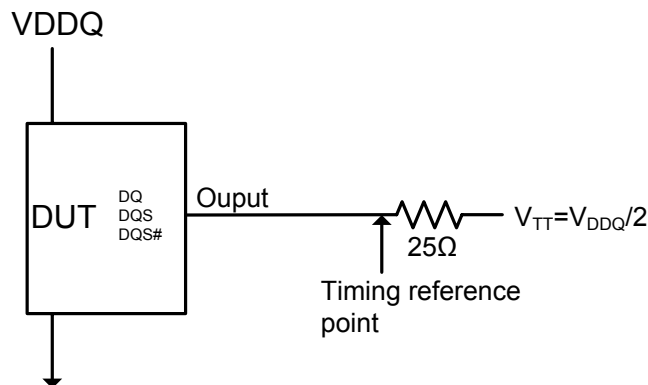 VDDQ
DUT
DQ
DQS
DQS#
Ouput
25Ω
VTT=VDDQ/2
Timing reference
point